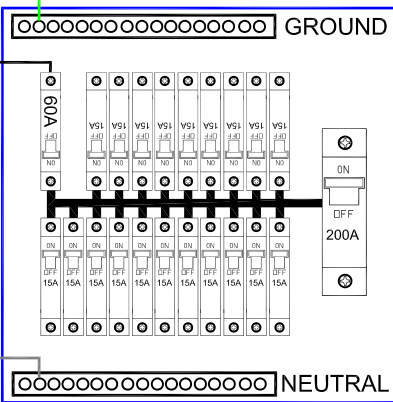 GROUND
60A 15A 15A 15A 15A 15A 15A 15A 15A 15A
OFF OFF OFF OFF OFF OFF OFF OFF OFF OFF
ON ON ON ON ON ON ON ON ON ON
ON
OFF
200A
ON ON ON ON ON ON ON ON ON ON ON
OFF OFF OFF OFF OFF OFF OFF OFF OFF OFF OFF
15A 15A 15A 15A 15A 15A 15A 15A 15A 15A 15A
NEUTRAL